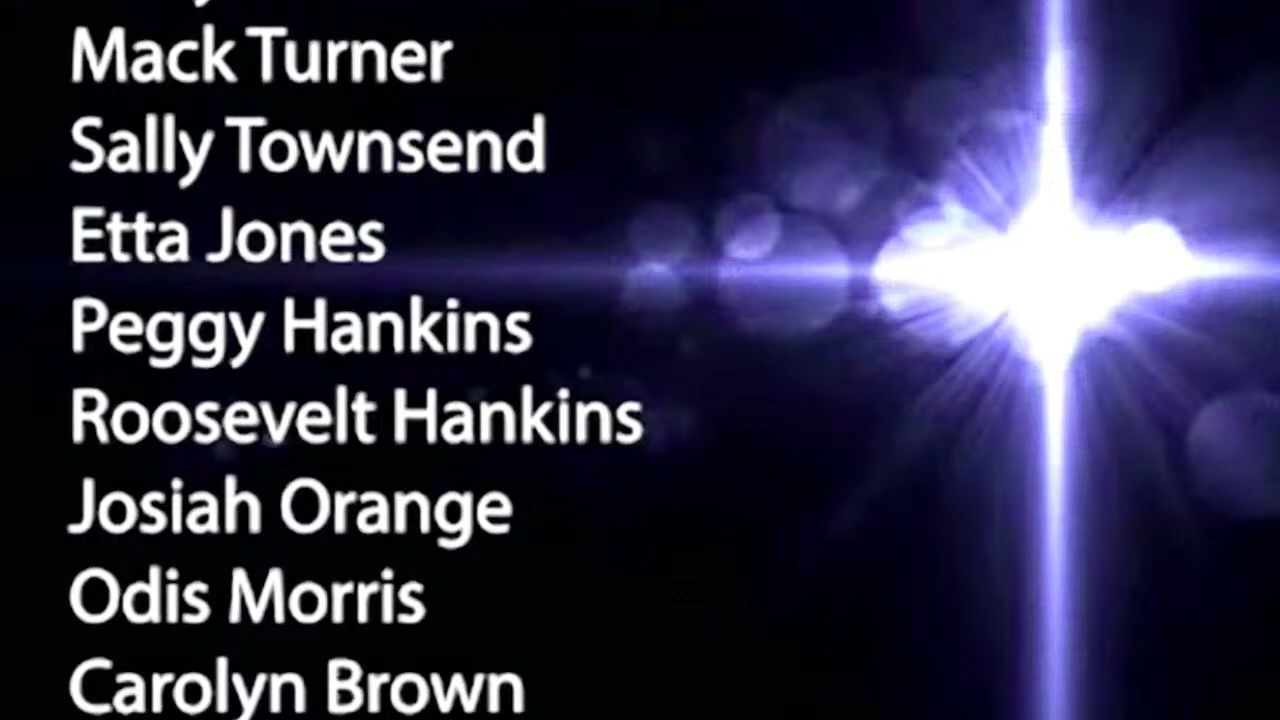 Mack Turner
Sally Townsend
Etta Jones
Peggy Hankins
Roosevelt Hankins
Josiah Orange
Odis Morris
Carolyn Brown